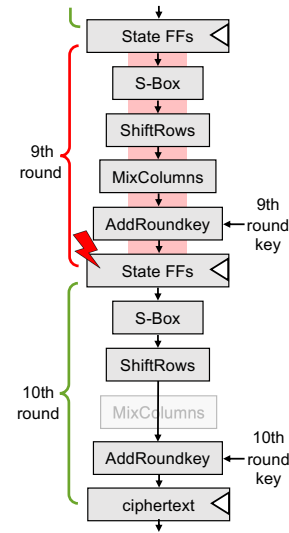 State FFs
S-Box
ShiftRows
MixColumns
9th
round
AddRoundkey
9th
round
key
State FFs
S-Box
ShiftRows
10th
round
MixColumns
AddRoundkey
10th
round
key
ciphertext